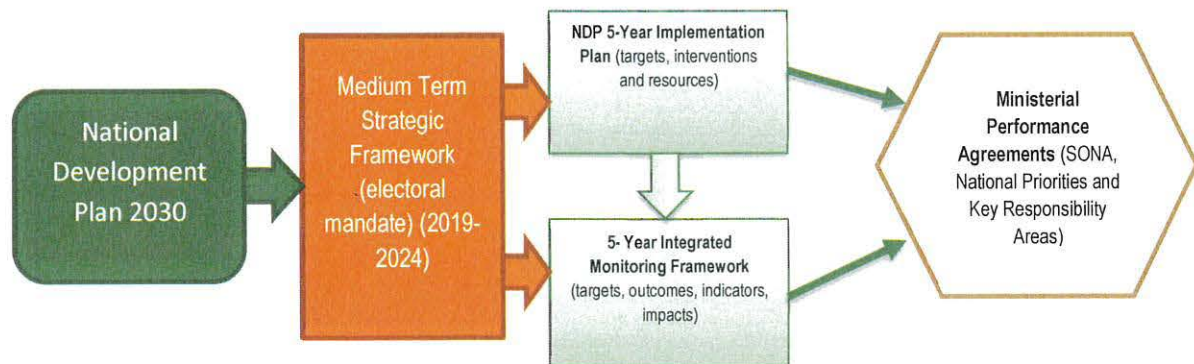 National
Development
Plan 2030
Medium Term
Strategic
Framework
(electoral
mandate) (2019-
2024)
NDP 5-Year Implementation
Plan (targets, interventions
and resources)
5- Year Integrated
Monitoring Framework
(targets, outcomes, indicators,
impacts)
Ministerial
Performance
Agreements (SONA,
National Priorities and
Key Responsibility
Areas)